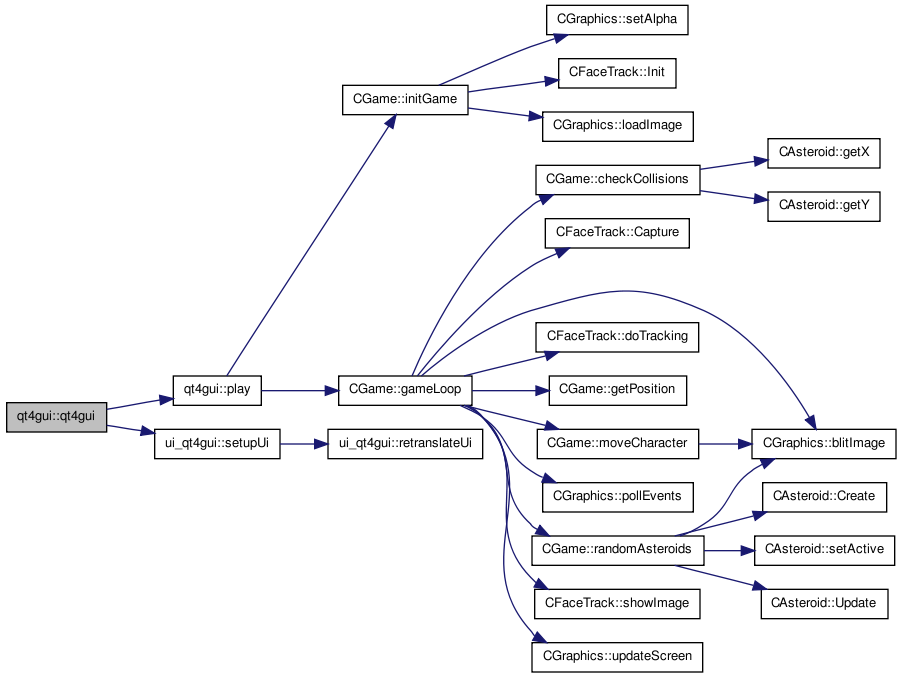 CGraphics::setAlpha
CFaceTrack::Init
CGame::initGame
CGraphics::loadImage
CAsteroid::getX
CGame::checkCollisions
CAsteroid::getY
CFaceTrack::Capture
CFaceTrack::doTracking
qt4gui::play
CGame::gameLoop
CGame::getPosition
qt4gui::qt4gui
ui_qt4gui::setupUi
ui_qt4gui::retranslateUi
CGame::moveCharacter
CGraphics::blitImage
CGraphics::pollEvents
CAsteroid::Create
CGame::randomAsteroids
CAsteroid::setActive
CFaceTrack::showImage
CAsteroid::Update
CGraphics::updateScreen